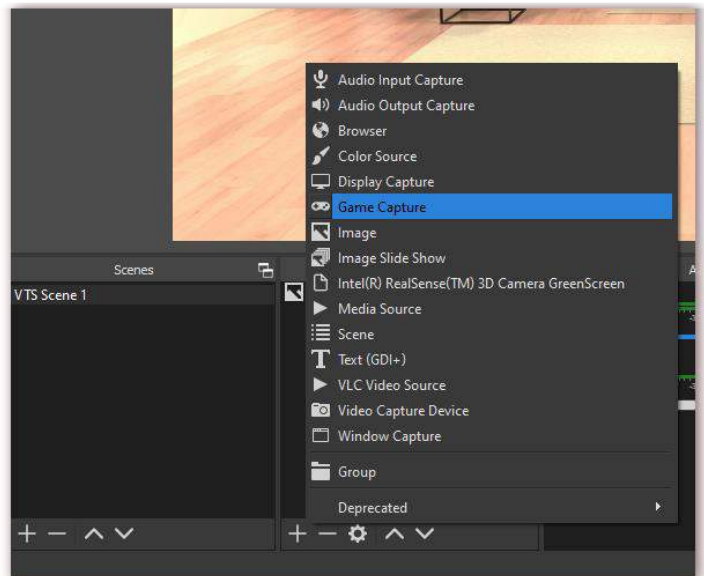 Audio Input Capture
Audio Output Capture
Browser
Color Source
Display Capture
Game Capture
Image
Image Slide Show
Intel(R) RealSense(TM) 3D Camera GreenScreen
Media Source
Scene
Text (GDI+)
VLC Video Source
Video Capture Device
Window Capture
Group
Deprecated
Scenes
VTS Scene 1